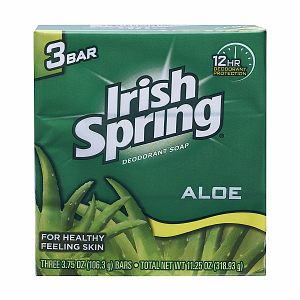 3 BAR
12 HR
DEODORANT
PROTECTION
Irish
Spring
DEODORANT SOAP
ALOE
FOR HEALTHY
FEELING SKIN
THREE 3.75 OZ (106.3 g) BARS • TOTAL NET WT 11.25 OZ (318.93 g)